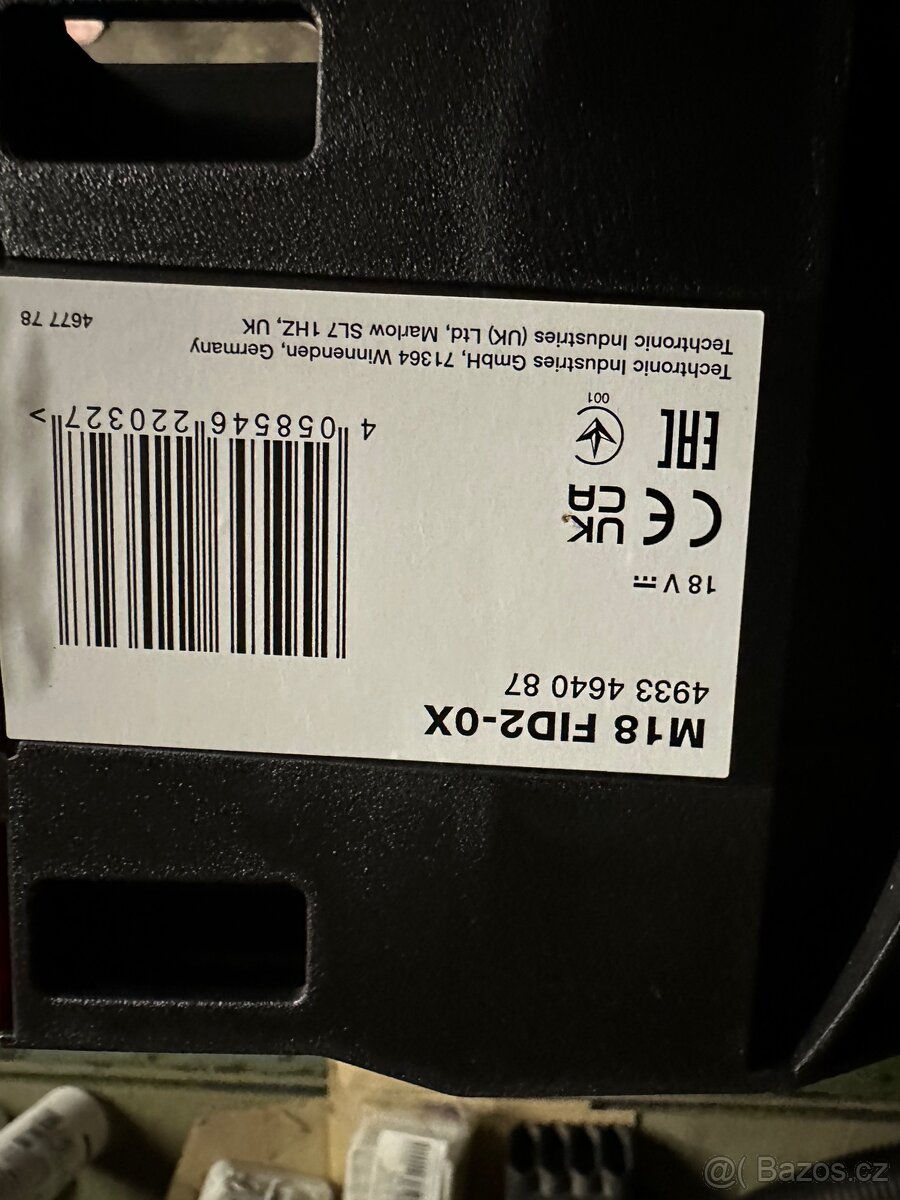 M18 FID2-0X
4933 4640 87
18 V
CE UK CA
EAC 001
4 058546 220327 >
Techtronic Industries GmbH, 71364 Winnenden, Germany
Techtronic Industries (UK) Ltd, Marlow SL7 1HZ, UK
4677 78
@( Bazos.cz